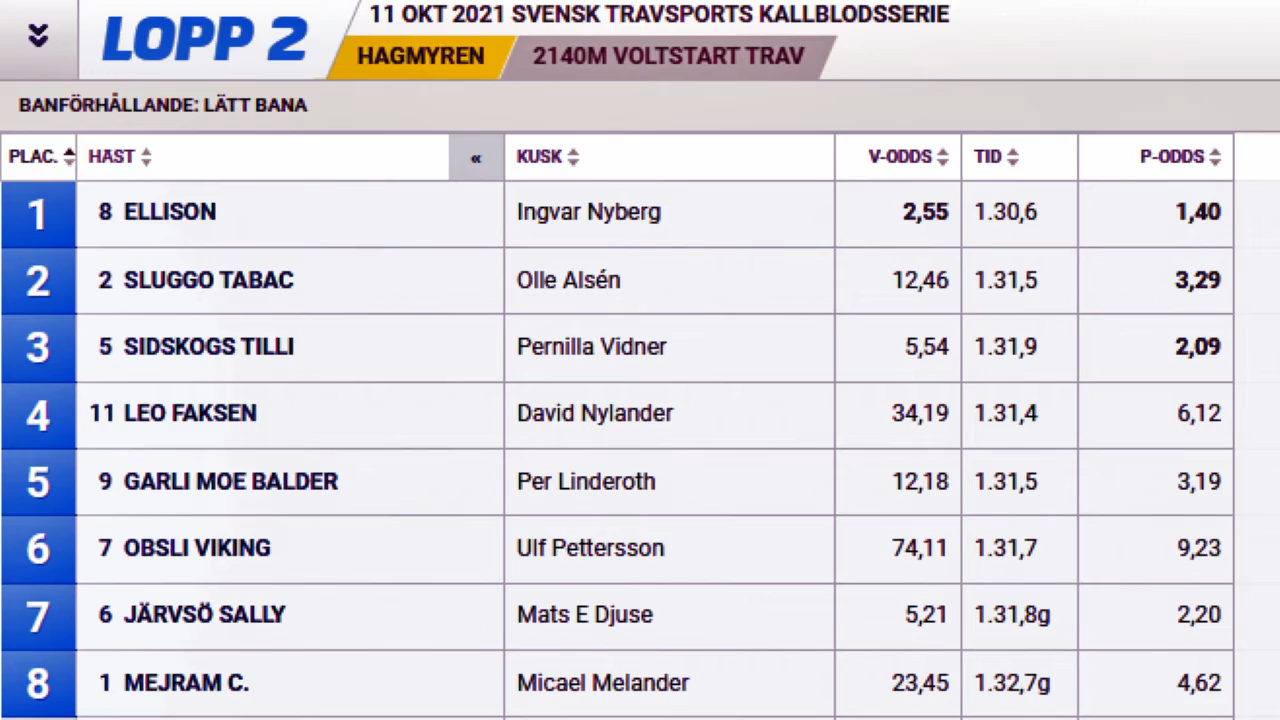 LOPP 2
11 OKT 2021 SVENSK TRAVSPORTS KALLBLODSSERIE
HAGMYREN 2140M VOLTSTART TRAV
BANFÖRHÅLLANDE: LÄTT BANA
PLAC. HÄST « KUSK V-ODDS TID P-ODDS
1 8 ELLISON Ingvar Nyberg 2,55 1.30,6 1,40
2 2 SLUGGO TABAC Olle Alsén 12,46 1.31,5 3,29
3 5 SIDSKOGS TILLI Pernilla Vidner 5,54 1.31,9 2,09
4 11 LEO FAKSEN David Nylander 34,19 1.31,4 6,12
5 9 GARLI MOE BALDER Per Linderoth 12,18 1.31,5 3,19
6 7 OBSLI VIKING Ulf Pettersson 74,11 1.31,7 9,23
7 6 JÄRVSÖ SALLY Mats E Djuse 5,21 1.31,8g 2,20
8 1 MEJRAM C. Micael Melander 23,45 1.32,7g 4,62